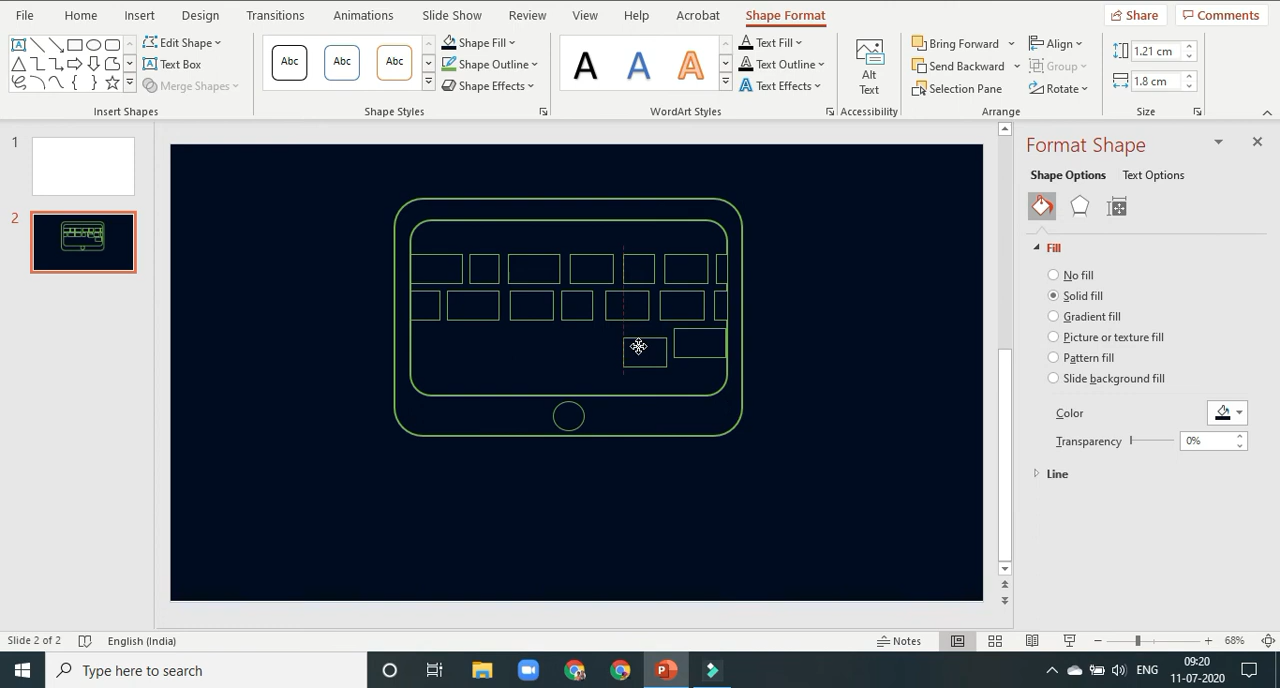 File Home Insert Design Transitions Animations Slide Show Review View Help Acrobat Shape Format Share Comments
Edit Shape
Text Box
Merge Shapes
Insert Shapes
Abc Abc Abc
Shape Fill
Shape Outline
Shape Effects
Shape Styles
A A A
Text Fill
Text Outline
Text Effects
WordArt Styles
Alt
Text
Accessibility
Bring Forward
Send Backward
Selection Pane
Align
Group
Rotate
Arrange
1.21 cm
1.8 cm
Size
1
2
Format Shape
Shape Options Text Options
Fill
No fill
Solid fill
Gradient fill
Picture or texture fill
Pattern fill
Slide background fill
Color
Transparency 0%
Line
Slide 2 of 2 English (India) Notes 68%
Type here to search
P
ENG
09:20
11-07-2020